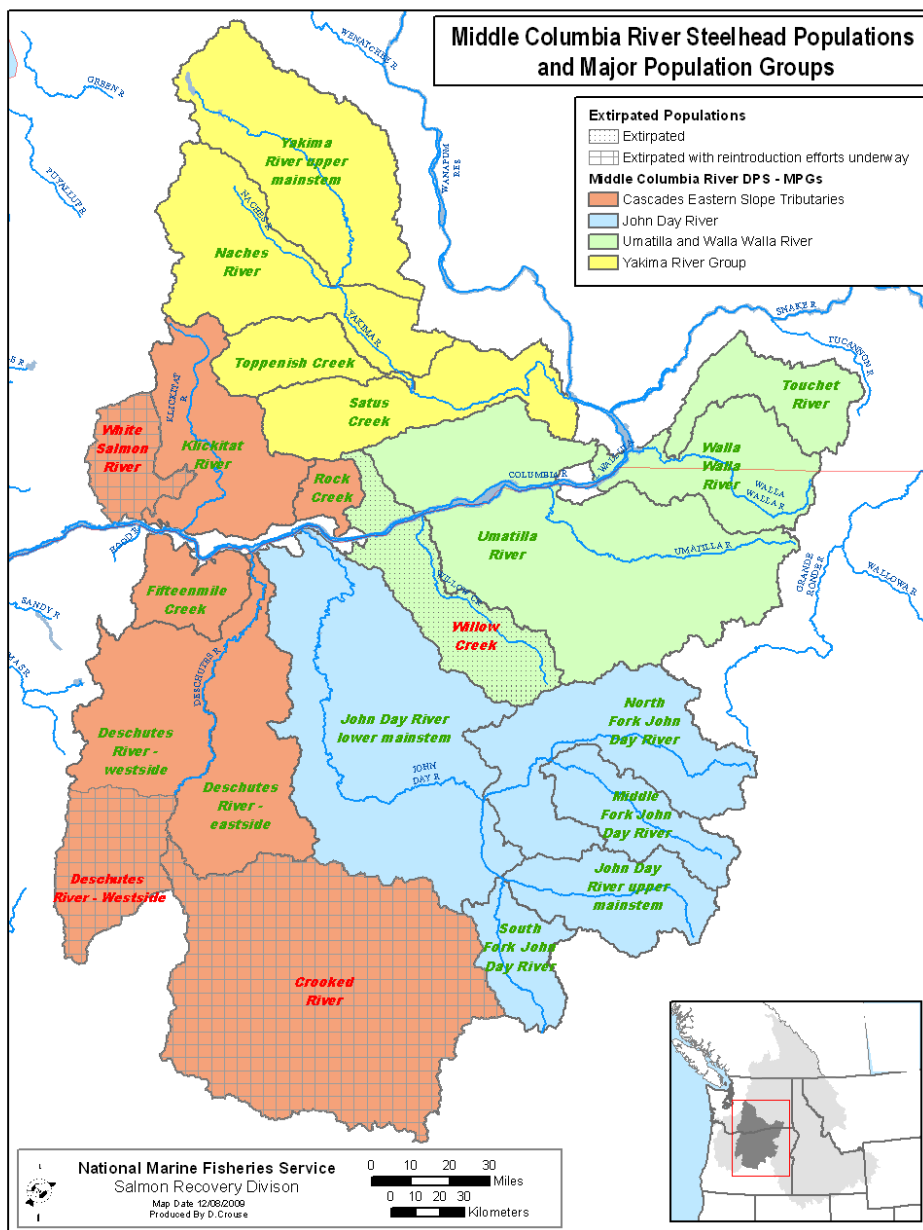 Middle Columbia River Steelhead Populations
and Major Population Groups
Extirpated Populations
Extirpated
Extirpated with reintroduction efforts underway
Middle Columbia River DPS - MPGs
Cascades Eastern Slope Tributaries
John Day River
Umatilla and Walla Walla River
Yakima River Group
WENATCHEE R
GREEN R
PUYALLUP R
WANAPUM
RES
Yakima
River upper
mainstem
NACHES R
Naches
River
YAKIMA R
SNAKE R
TUCANNON R
Toppenish Creek
Satus
Creek
Touchet
River
KLICKITAT
R
White
Salmon
River
Klickitat
River
Rock
Creek
COLUMBIA R
Walla
Walla
River
WALLA
WALLA R
HOOD R
Umatilla
River
UMATILLA R
GRANDE
RONDE R
WALLOWA R
Fifteenmile
Creek
SANDY R
WILLOW CR
Willow
Creek
DESCHUTES R
John Day River
lower mainstem
North
Fork John
Day River
Deschutes
River -
westside
JOHN
DAY R
Deschutes
River -
eastside
Middle
Fork John
Day River
John Day
River upper
mainstem
Deschutes
River - Westside
South
Fork John
Day River
Crooked
River
National Marine Fisheries Service
Salmon Recovery Divison
Map Date 12/08/2009
Produced By D.Crouse
0 10 20 30
Miles
0 10 20 30
Kilometers